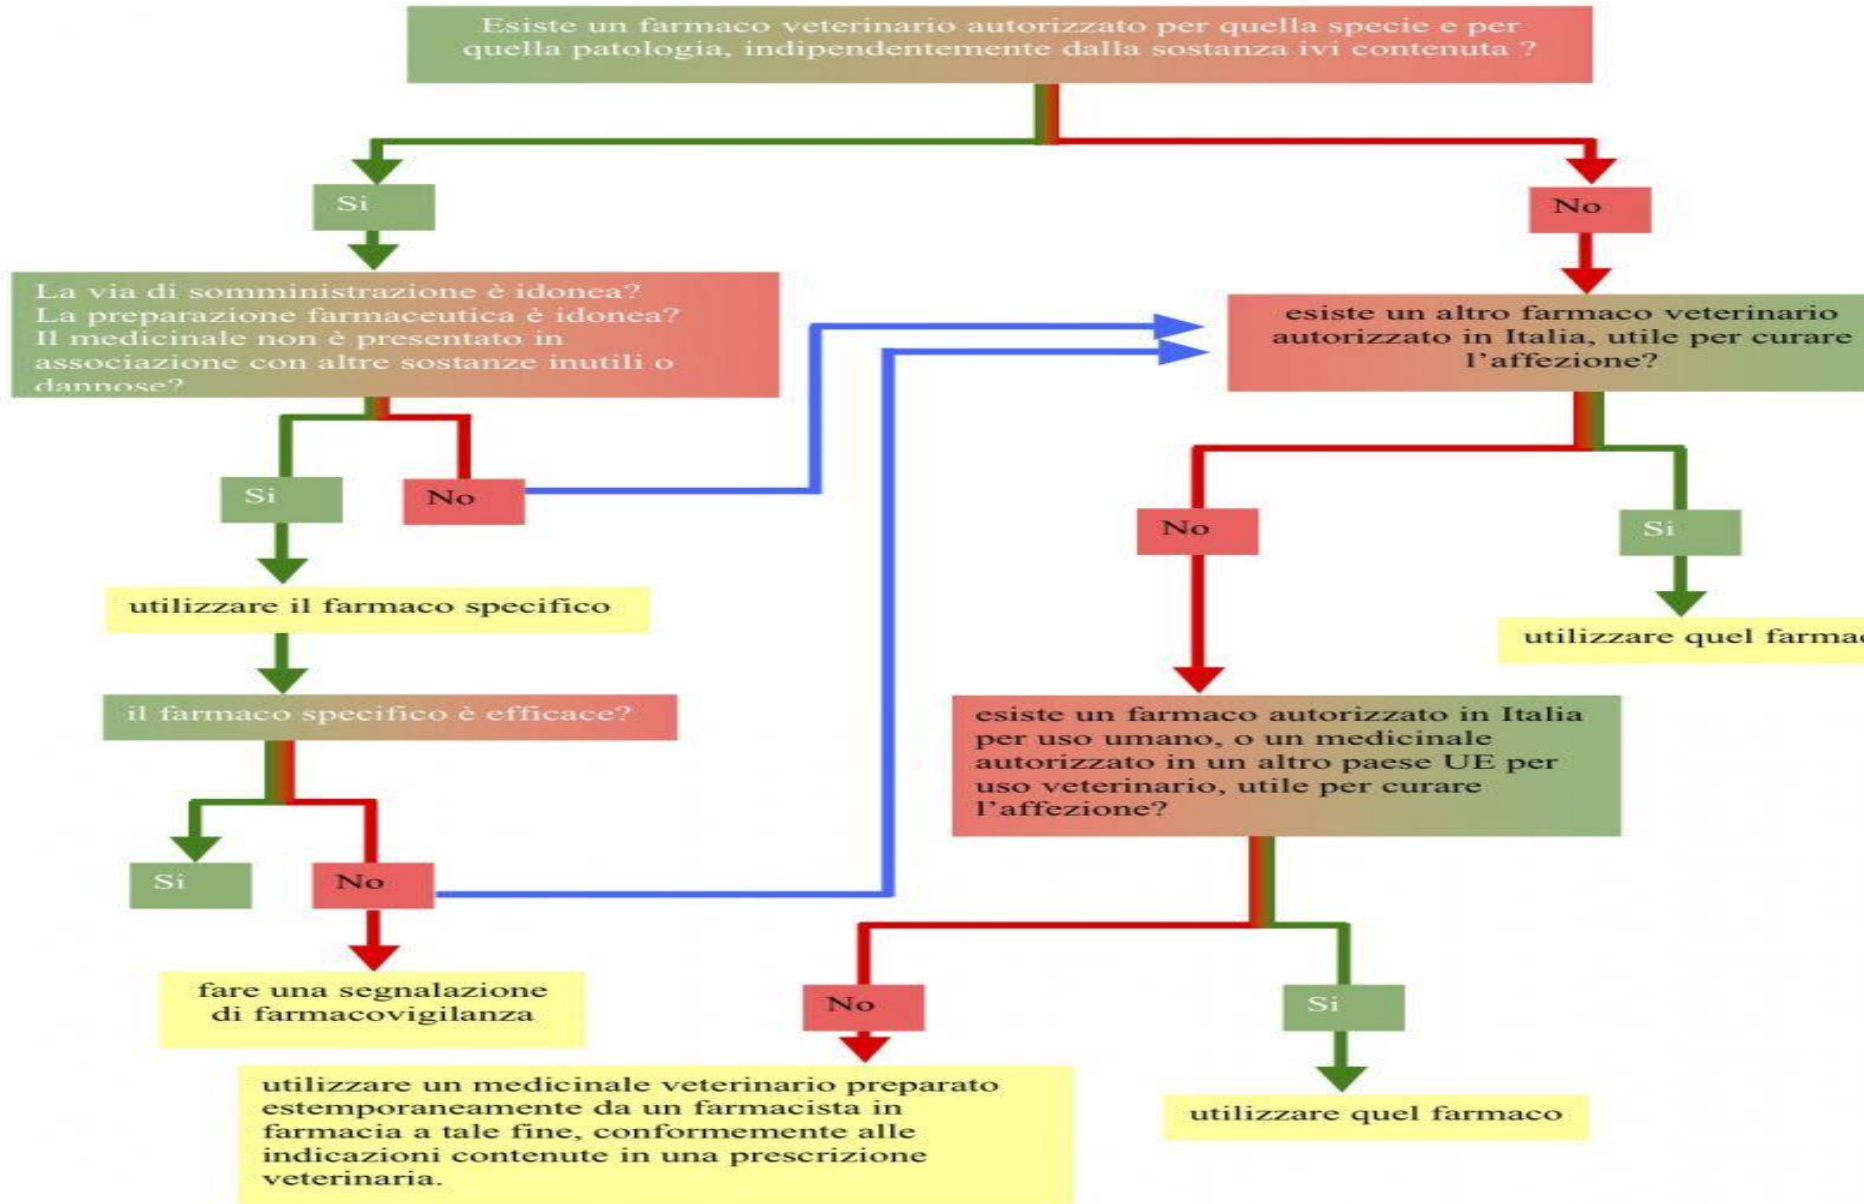 Esiste un farmaco veterinario autorizzato per quella specie e per
quella patologia, indipendentemente dalla sostanza ivi contenuta ?
Si
No
La via di somministrazione è idonea?
La preparazione farmaceutica è idonea?
Il medicinale non è presentato in
associazione con altre sostanze inutili o
dannose?
esiste un altro farmaco veterinario
autorizzato in Italia, utile per curare
l'affezione?
Si
No
No
Si
utilizzare il farmaco specifico
utilizzare quel farmac
il farmaco specifico è efficace?
esiste un farmaco autorizzato in Italia
per uso umano, o un medicinale
autorizzato in un altro paese UE per
uso veterinario, utile per curare
l'affezione?
Si
No
fare una segnalazione
di farmacovigilanza
No
Si
utilizzare un medicinale veterinario preparato
estemporaneamente da un farmacista in
farmacia a tale fine, conformemente alle
indicazioni contenute in una prescrizione
veterinaria.
utilizzare quel farmaco